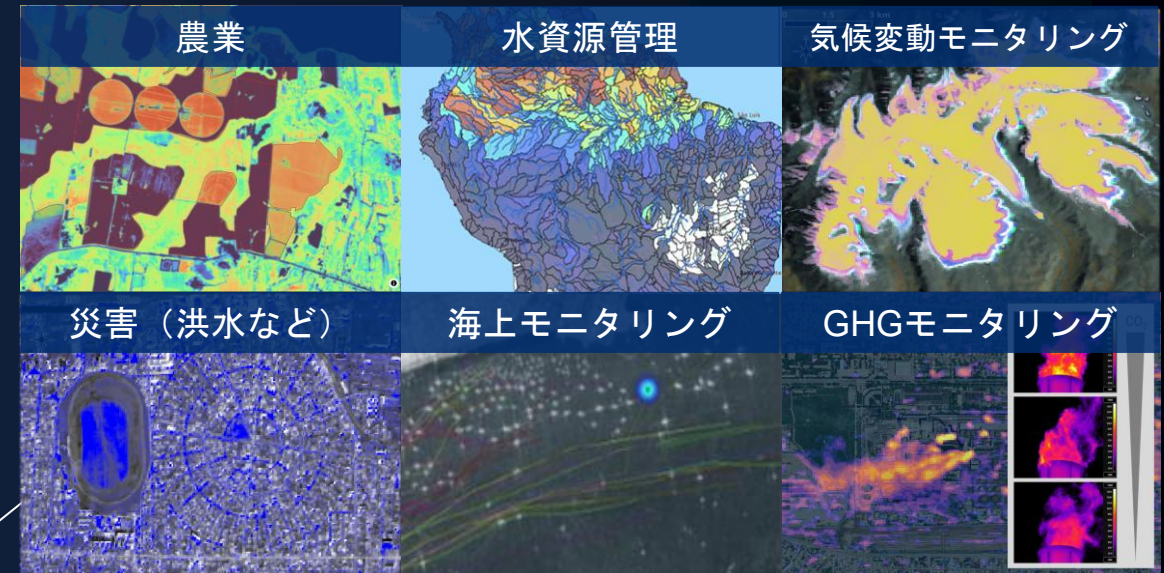 農業
水資源管理
気候変動モニタリング
São Luís
災害（洪水など）
海上モニタリング
GHGモニタリング